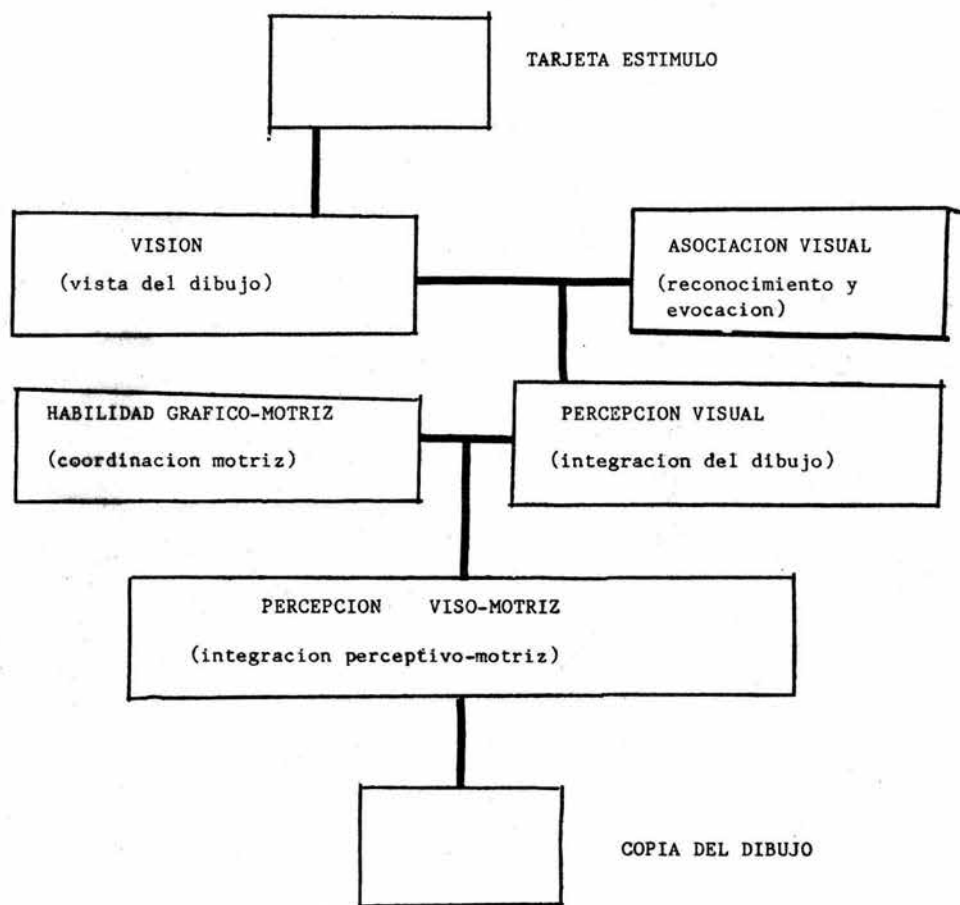 TARJETA ESTIMULO
VISION
(vista del dibujo)
ASOCIACION VISUAL
(reconocimiento y
evocacion)
HABILIDAD GRAFICO-MOTRIZ
(coordinacion motriz)
PERCEPCION VISUAL
(integracion del dibujo)
PERCEPCION VISO-MOTRIZ
(integracion perceptivo-motriz)
COPIA DEL DIBUJO